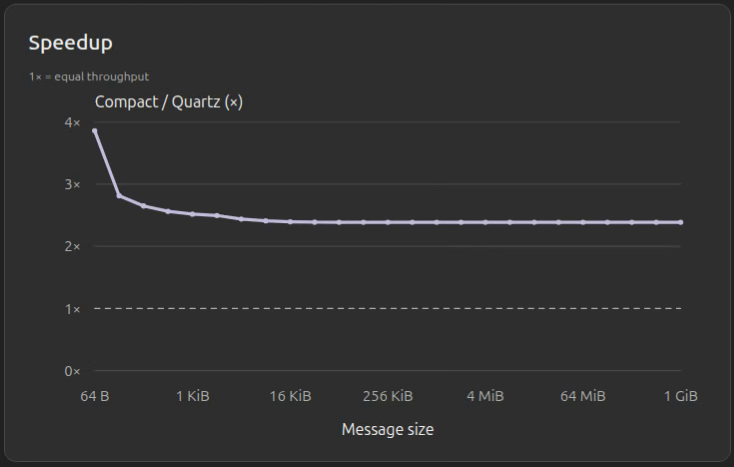 Speedup
1× = equal throughput
Compact / Quartz (×)
4×
3×
2×
1×
0×
64 B 1 KiB 16 KiB 256 KiB 4 MiB 64 MiB 1 GiB
Message size